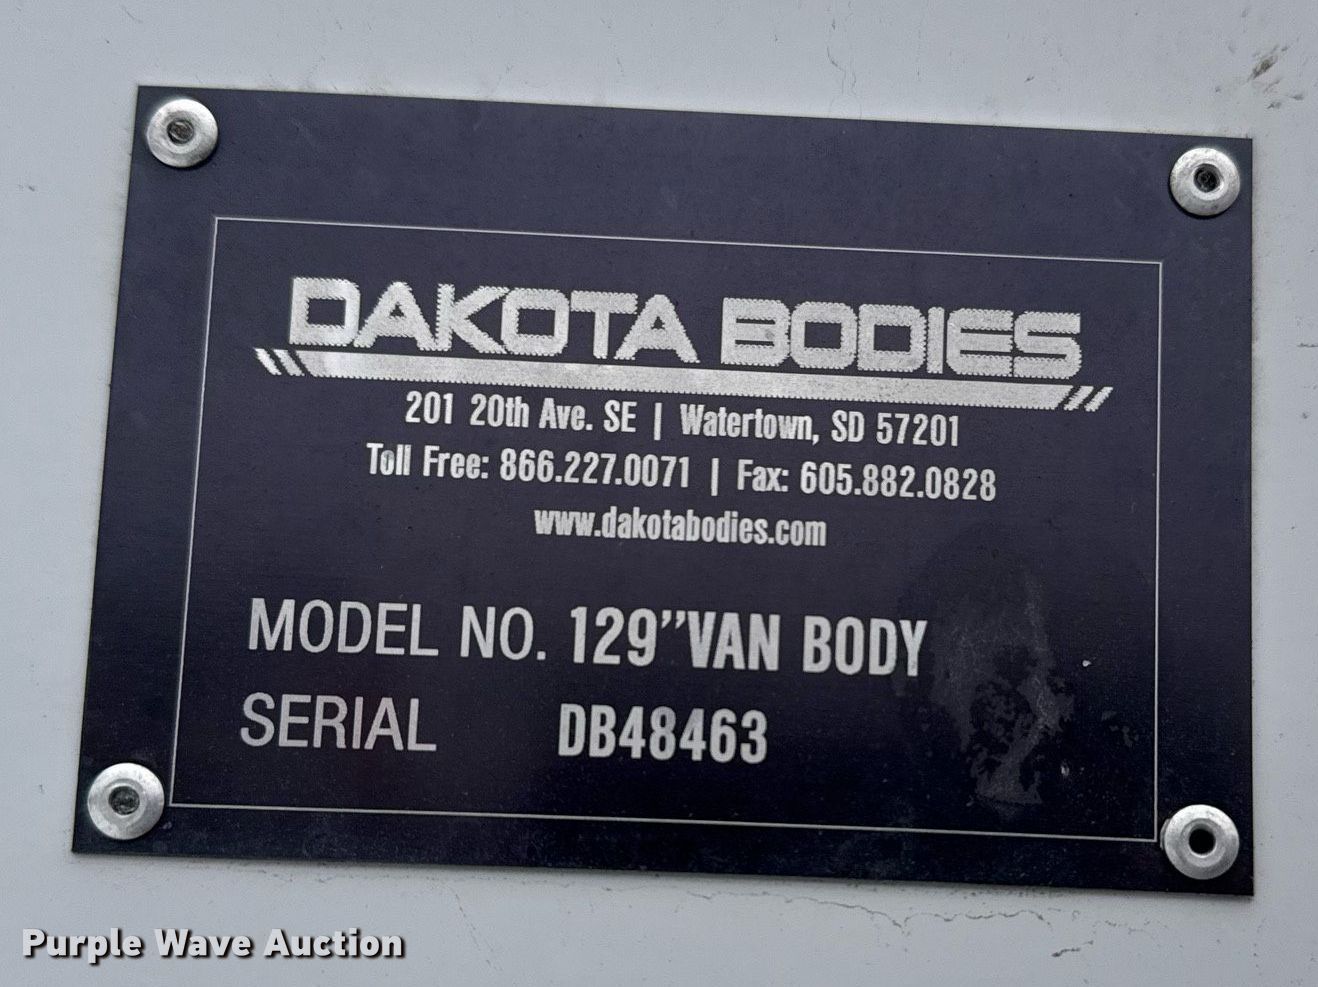 DAKOTA BODIES
201 20th Ave. SE | Watertown, SD 57201
Toll Free: 866.227.0071 | Fax: 605.882.0828
www.dakotabodies.com
MODEL NO. 129”VAN BODY
SERIAL DB48463
Purple Wave Auction